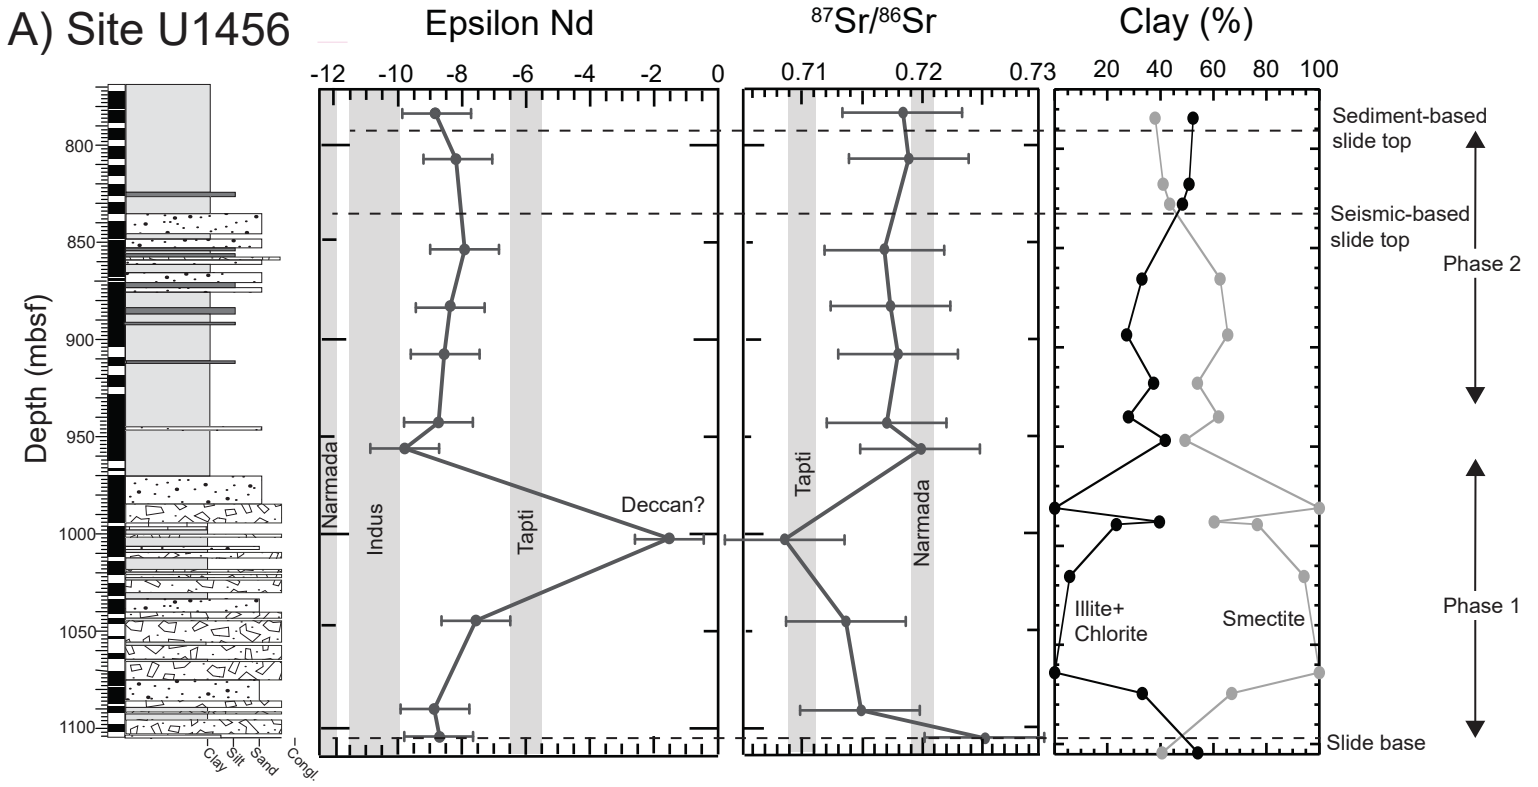 A) Site U1456
Epsilon Nd
87Sr/86Sr
Clay (%)
-12 -10 -8 -6 -4 -2 0
0.71 0.72 0.73
20 40 60 80 100
Depth (mbsf)
800
850
900
950
1000
1050
1100
Clay
Silt
Sand
Congl.
Narmada
Indus
Tapti
Deccan?
Tapti
Narmada
Illite+
Chlorite
Smectite
Sediment-based
slide top
Seismic-based
slide top
Phase 2
Phase 1
Slide base